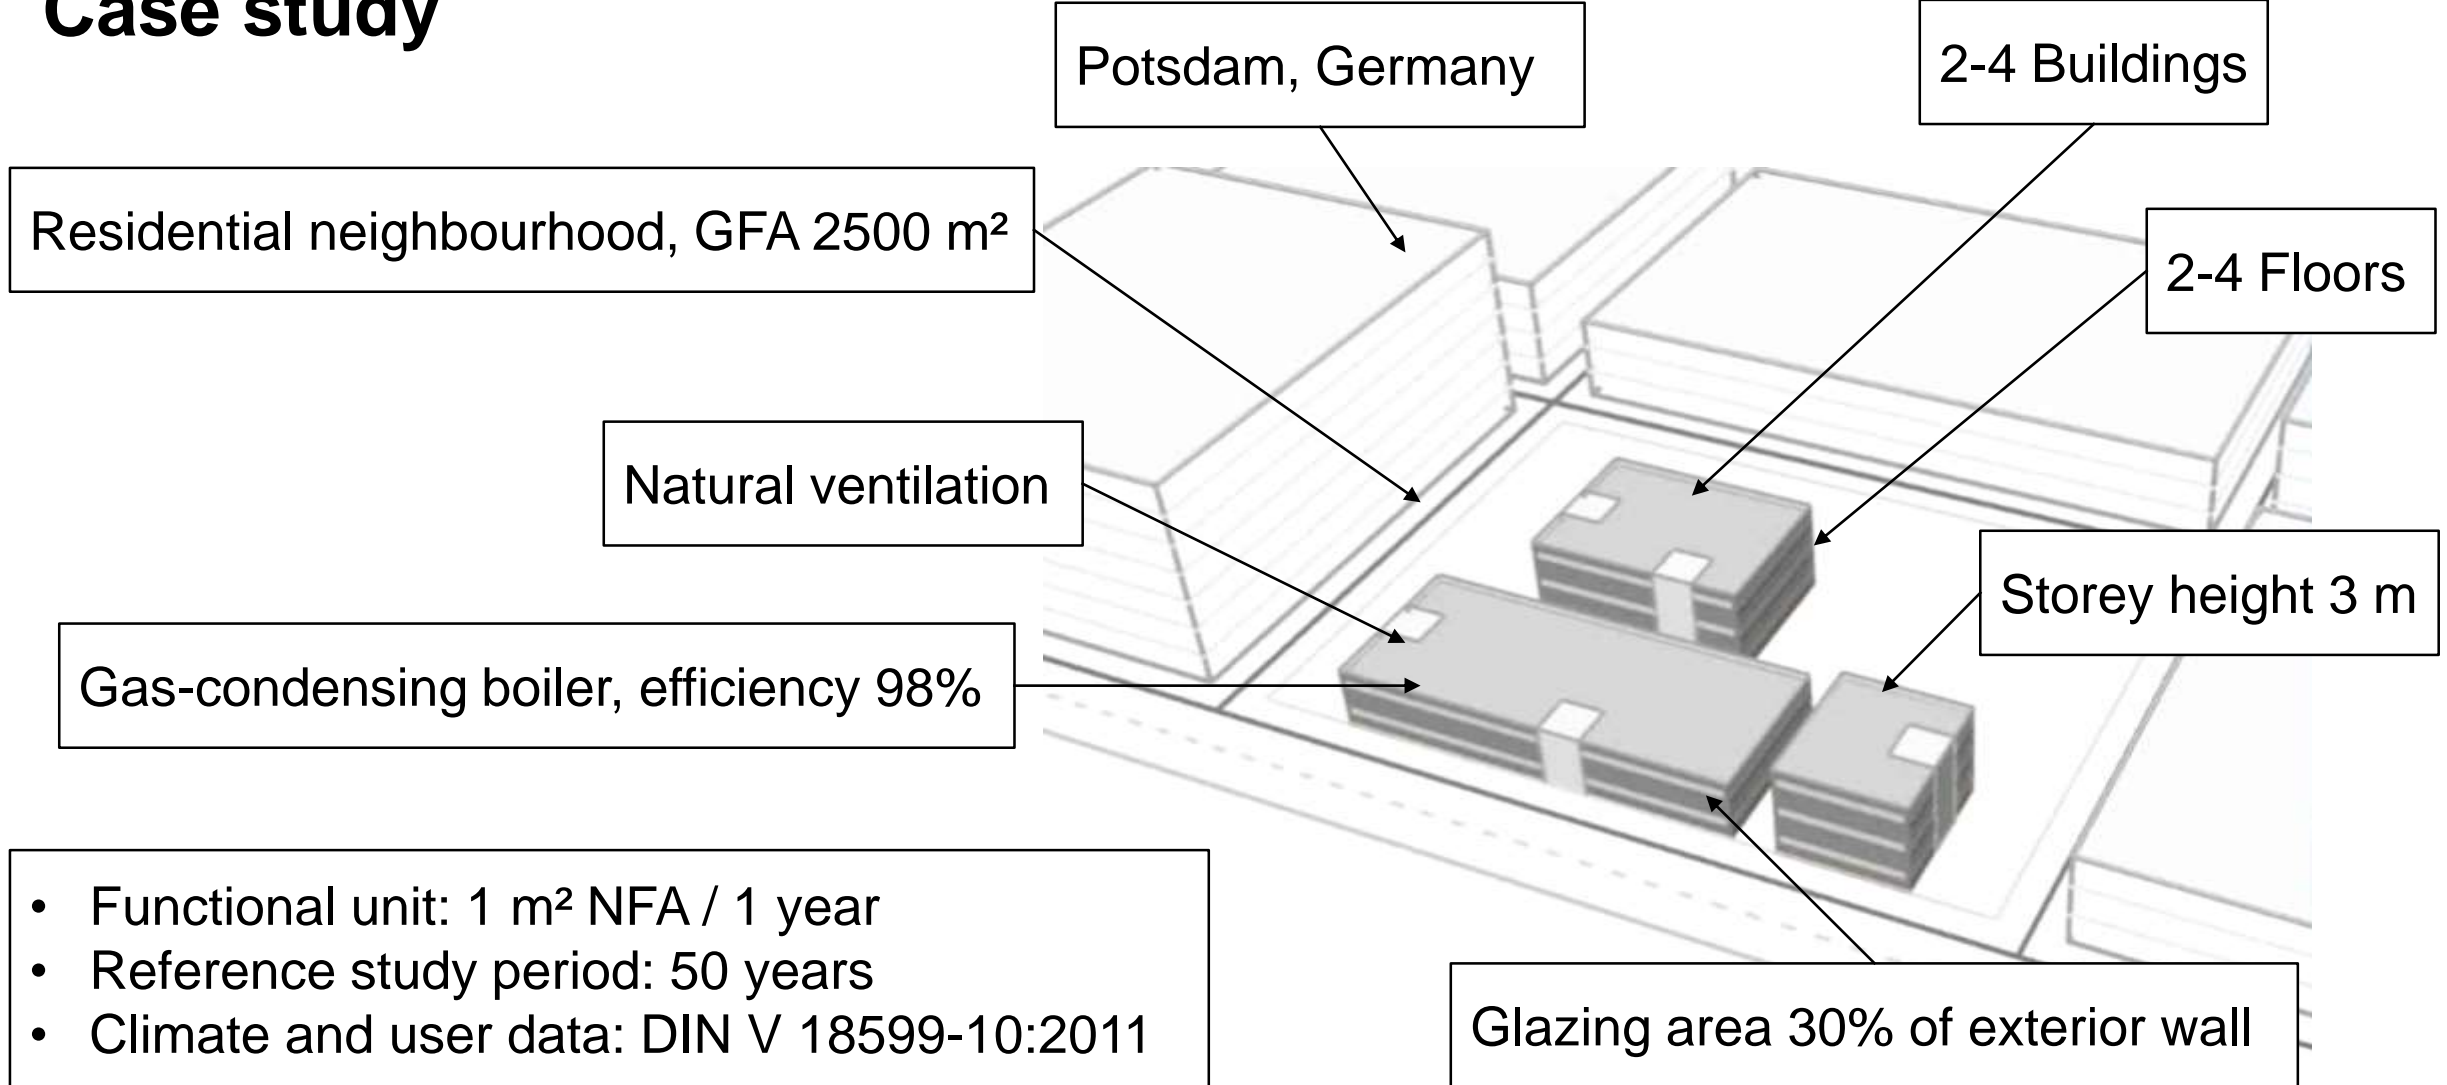 Case study
Potsdam, Germany
2-4 Buildings
Residential neighbourhood, GFA 2500 m²
2-4 Floors
Natural ventilation
Storey height 3 m
Gas-condensing boiler, efficiency 98%
• Functional unit: 1 m² NFA / 1 year
• Reference study period: 50 years
• Climate and user data: DIN V 18599-10:2011
Glazing area 30% of exterior wall